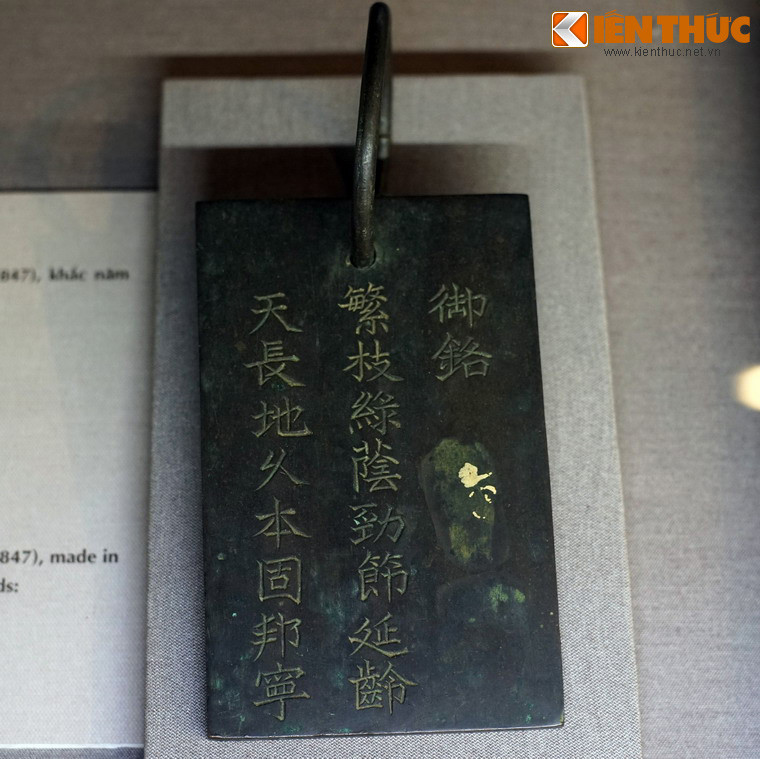 KIẾN THỨC
www.kienthuc.net.vn
御銘
繁枝綠蔭勁節延齡
天長地久本固邦寧
847), khắc năm
847), made in
ds: